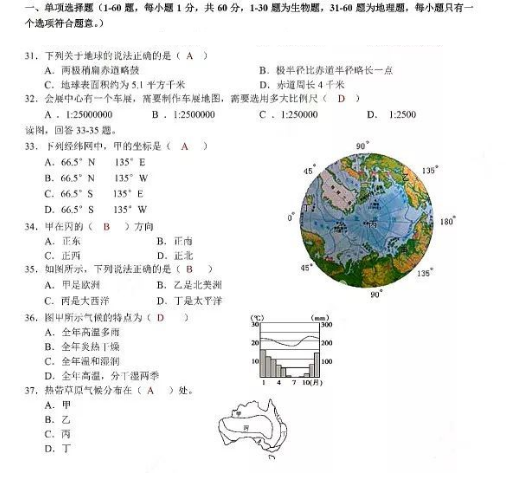 一、单项选择题（1-60 题，每小题 1 分，共 60 分，1-30 题为生物题，31-60 题为地理题，每小题只有一
个选项符合题意。）
31．下列关于地球的说法正确的是（ A ）
A．两极稍扁赤道略鼓 B．极半径比赤道半径略长一点
C．地球表面积约为 5.1 平方千米 D．赤道周长 4 千米
32．会展中心有一个车展，需要制作车展地图，需要选用多大比例尺（ D ）
A．1:25000000 B．1:2500000 C．1:250000 D．1:2500
读图，回答 33-35 题。
33．下列经纬网中，甲的坐标是（ A ）
A．66.5°N 135°E
B．66.5°N 135°W
C．66.5°S 135°E
D．66.5°S 135°W
34．甲在丙的（ B ）方向
A．正东 B．正南
C．正西 D．正北
35．如图所示，下列说法正确的是（ B ）
A．甲是欧洲 B．乙是北美洲
C．丙是大西洋 D．丁是太平洋
90°
45° 135°
0° 180°
丙
45° 135°
90°
36．图甲所示气候的特点为（ D ）
A．全年高温多雨
B．全年炎热干燥
C．全年温和湿润
D．全年高温，分干湿两季
(℃) (mm)
30 300
20 200
10 100
1 4 7 10(月)
37．热带草原气候分布在（ A ）处。
A．甲
B．乙
C．丙
D．丁
甲
丙